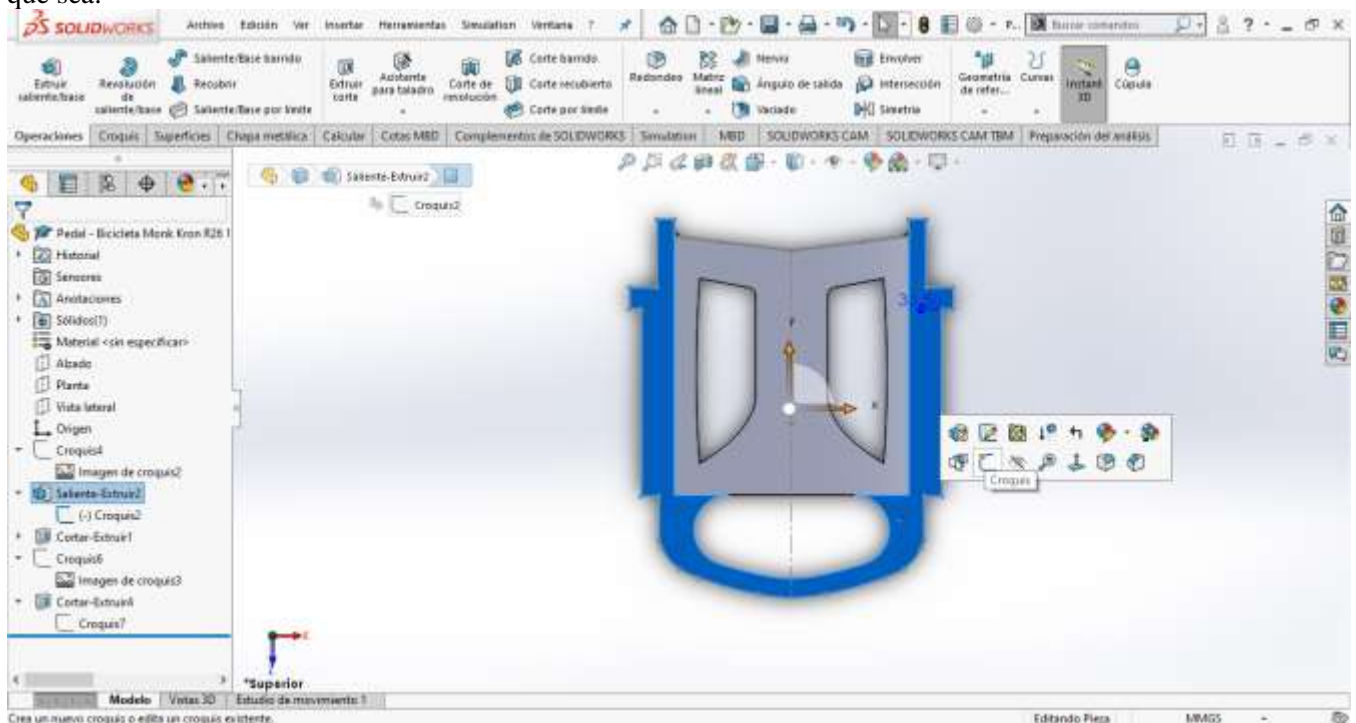 que sea.
SOLIDWORKS Archivo Edición Ver Insertar Herramientas Simulation Ventana ? P... Buscar comandos
Extruir saliente/base
Revolución de saliente/base
Saliente/Base barrido
Recubrir
Saliente/Base por límite
Extruir corte
Asistente para taladro
Corte de revolución
Corte barrido
Corte recubierto
Corte por límite
Redondeo
Matriz lineal
Nervio
Ángulo de salida
Vaciado
Envolver
Intersección
Simetría
Geometría de refer...
Curvas
Instant 3D
Cúpula
Operaciones Croquis Superficies Chapa metálica Calcular Cotas MBD Complementos de SOLIDWORKS Simulation MBD SOLIDWORKS CAM SOLIDWORKS CAM TBM Preparación del análisis
Saliente-Extruir2
Croquis2
Pedal - Bicicleta Monk Kron R26 1
Historial
Sensores
Anotaciones
Sólidos(1)
Material <sin especificar>
Alzado
Planta
Vista lateral
Origen
Croquis4
Imagen de croquis2
Saliente-Extruir2
(-) Croquis2
Cortar-Extruir1
Croquis6
Imagen de croquis3
Croquis7
Croquis
*Superior
Modelo Vistas 3D Estudio de movimiento 1
Crea un nuevo croquis o edita un croquis existente. Editando Pieza MMGS